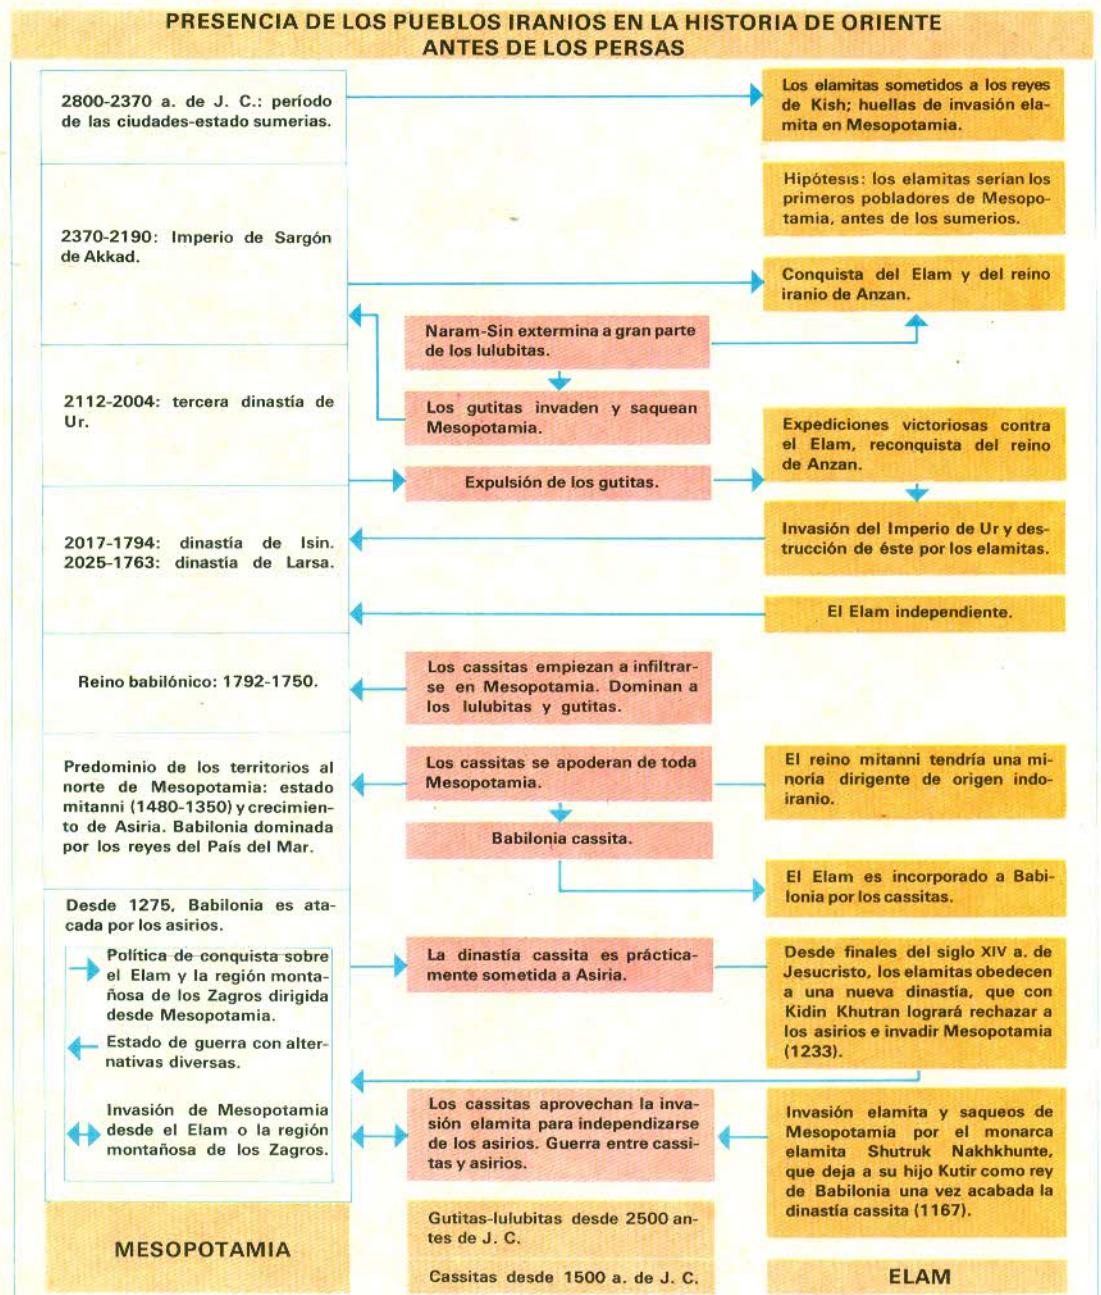 PRESENCIA DE LOS PUEBLOS IRANIOS EN LA HISTORIA DE ORIENTE
ANTES DE LOS PERSAS
2800-2370 a. de J. C.: período
de las ciudades-estado sumerias.
Los elamitas sometidos a los reyes
de Kish; huellas de invasión ela-
mita en Mesopotamia.
Hipótesis: los elamitas serían los
primeros pobladores de Mesopo-
tamia, antes de los sumerios.
2370-2190: Imperio de Sargón
de Akkad.
Conquista del Elam y del reino
iranio de Anzan.
Naram-Sin extermina a gran parte
de los lulubitas.
2112-2004: tercera dinastía de
Ur.
Los gutitas invaden y saquean
Mesopotamia.
Expediciones victoriosas contra
el Elam, reconquista del reino
de Anzan.
Expulsión de los gutitas.
2017-1794: dinastía de Isin.
2025-1763: dinastía de Larsa.
Invasión del Imperio de Ur y des-
trucción de éste por los elamitas.
El Elam independiente.
Reino babilónico: 1792-1750.
Los cassitas empiezan a infiltrar-
se en Mesopotamia. Dominan a
los lulubitas y gutitas.
Predominio de los territorios al
norte de Mesopotamia: estado
mitanni (1480-1350) y crecimien-
to de Asiria. Babilonia dominada
por los reyes del País del Mar.
Los cassitas se apoderan de toda
Mesopotamia.
El reino mitanni tendría una mi-
noría dirigente de origen indo-
iranio.
Babilonia cassita.
El Elam es incorporado a Babi-
lonia por los cassitas.
Desde 1275, Babilonia es ata-
cada por los asirios.
Política de conquista sobre
el Elam y la región monta-
ñosa de los Zagros dirigida
desde Mesopotamia.
Estado de guerra con alter-
nativas diversas.
Invasión de Mesopotamia
desde el Elam o la región
montañosa de los Zagros.
La dinastía cassita es práctica-
mente sometida a Asiria.
Desde finales del siglo XIV a. de
Jesucristo, los elamitas obedecen
a una nueva dinastía, que con
Kidin Khutran logrará rechazar a
los asirios e invadir Mesopotamia
(1233).
Los cassitas aprovechan la inva-
sión elamita para independizarse
de los asirios. Guerra entre cassi-
tas y asirios.
Invasión elamita y saqueos de
Mesopotamia por el monarca
elamita Shutruk Nakhkhunte,
que deja a su hijo Kutir como rey
de Babilonia una vez acabada la
dinastía cassita (1167).
MESOPOTAMIA
Gutitas-lulubitas desde 2500 an-
tes de J. C.
Cassitas desde 1500 a. de J. C.
ELAM